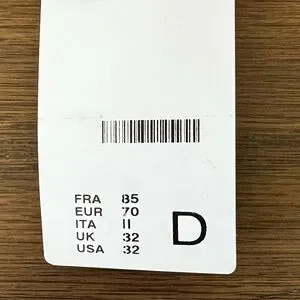 FRA 85
EUR 70
ITA II
UK 32
USA 32
D